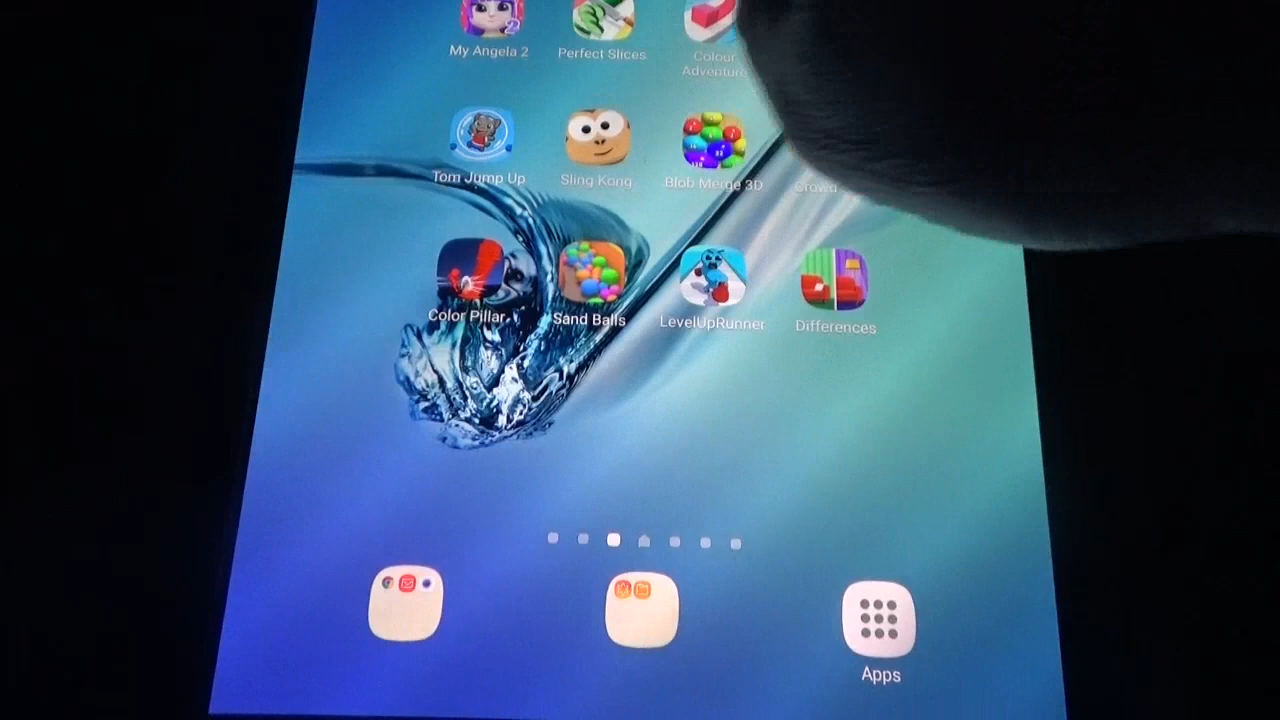 My Angela 2
Perfect Slices
Colour
Adventure
Tom Jump Up
Sling Kong
Blob Merge 3D
Crowd
Color Pillar
Sand Balls
LevelUpRunner
Differences
Apps